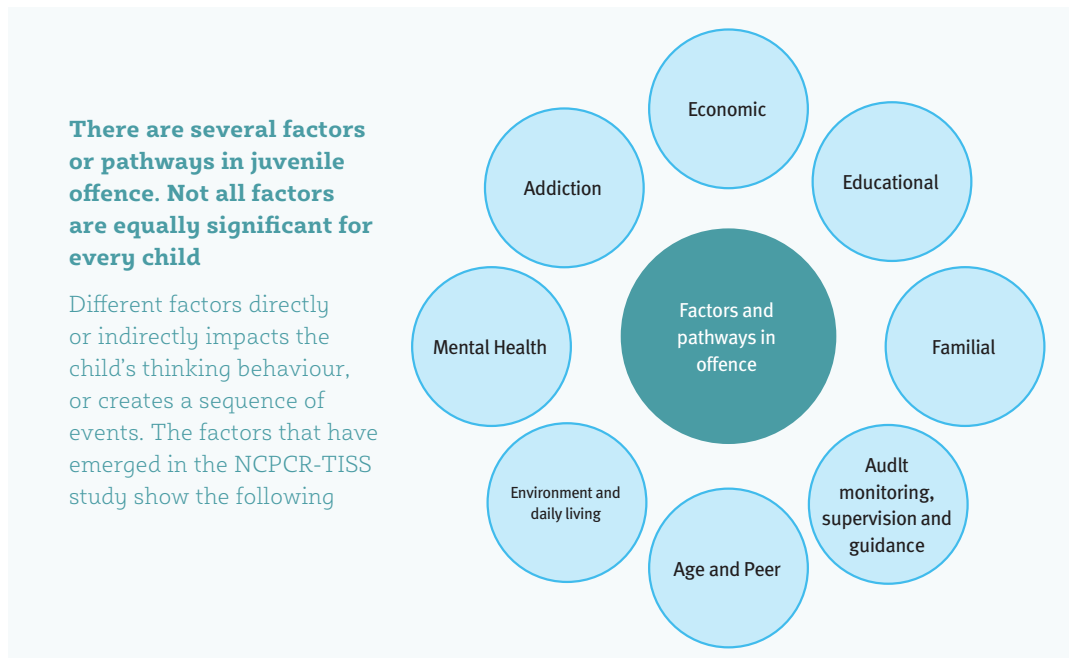 There are several factors
or pathways in juvenile
offence. Not all factors
are equally significant for
every child
Different factors directly
or indirectly impacts the
child's thinking behaviour,
or creates a sequence of
events. The factors that have
emerged in the NCPCR-TISS
study show the following
Economic
Educational
Familial
Audlt
monitoring,
supervision and
guidance
Age and Peer
Environment and
daily living
Mental Health
Addiction
Factors and
pathways in
offence